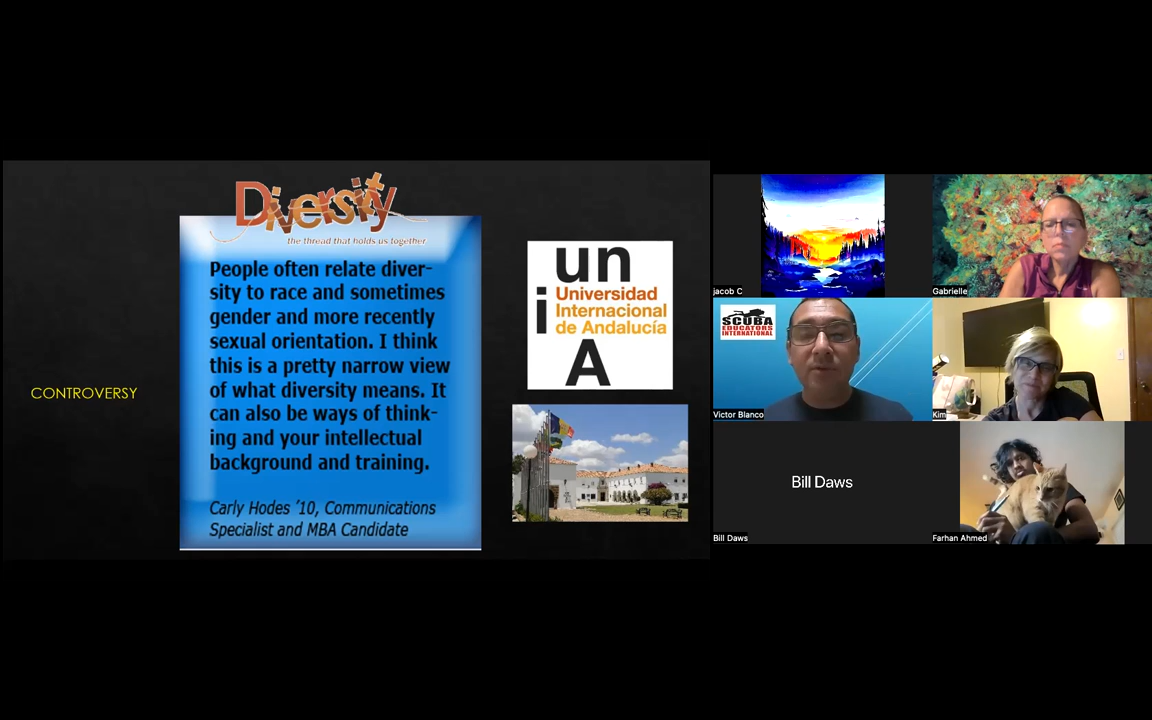 Diversity
the thread that holds us together
People often relate diver-
sity to race and sometimes
gender and more recently
sexual orientation. I think
this is a pretty narrow view
of what diversity means. It
can also be ways of think-
ing and your intellectual
background and training.
Carly Hodes '10, Communications
Specialist and MBA Candidate
CONTROVERSY
un
i
Universidad
Internacional
de Andalucía
A
jacob C
Gabrielle
SCUBA
EDUCATORS
INTERNATIONAL
Victor Blanco
Kim
Bill Daws
Bill Daws
Farhan Ahmed